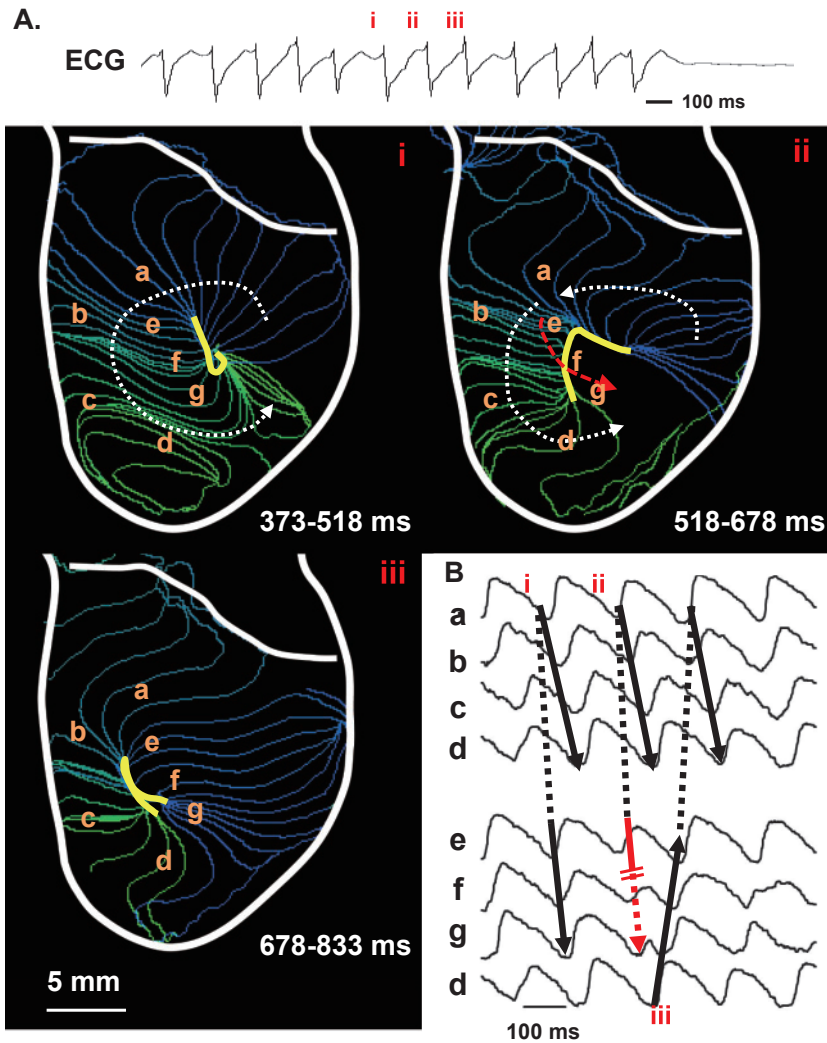 A.
i ii iii
ECG
100 ms
i
a
b
e
f
c
g
d
373-518 ms
ii
a
b
e
f
c
g
d
518-678 ms
iii
a
b
e
f
c
g
d
678-833 ms
5 mm
B
i ii
a
b
c
d
e
f
g
d
iii
100 ms